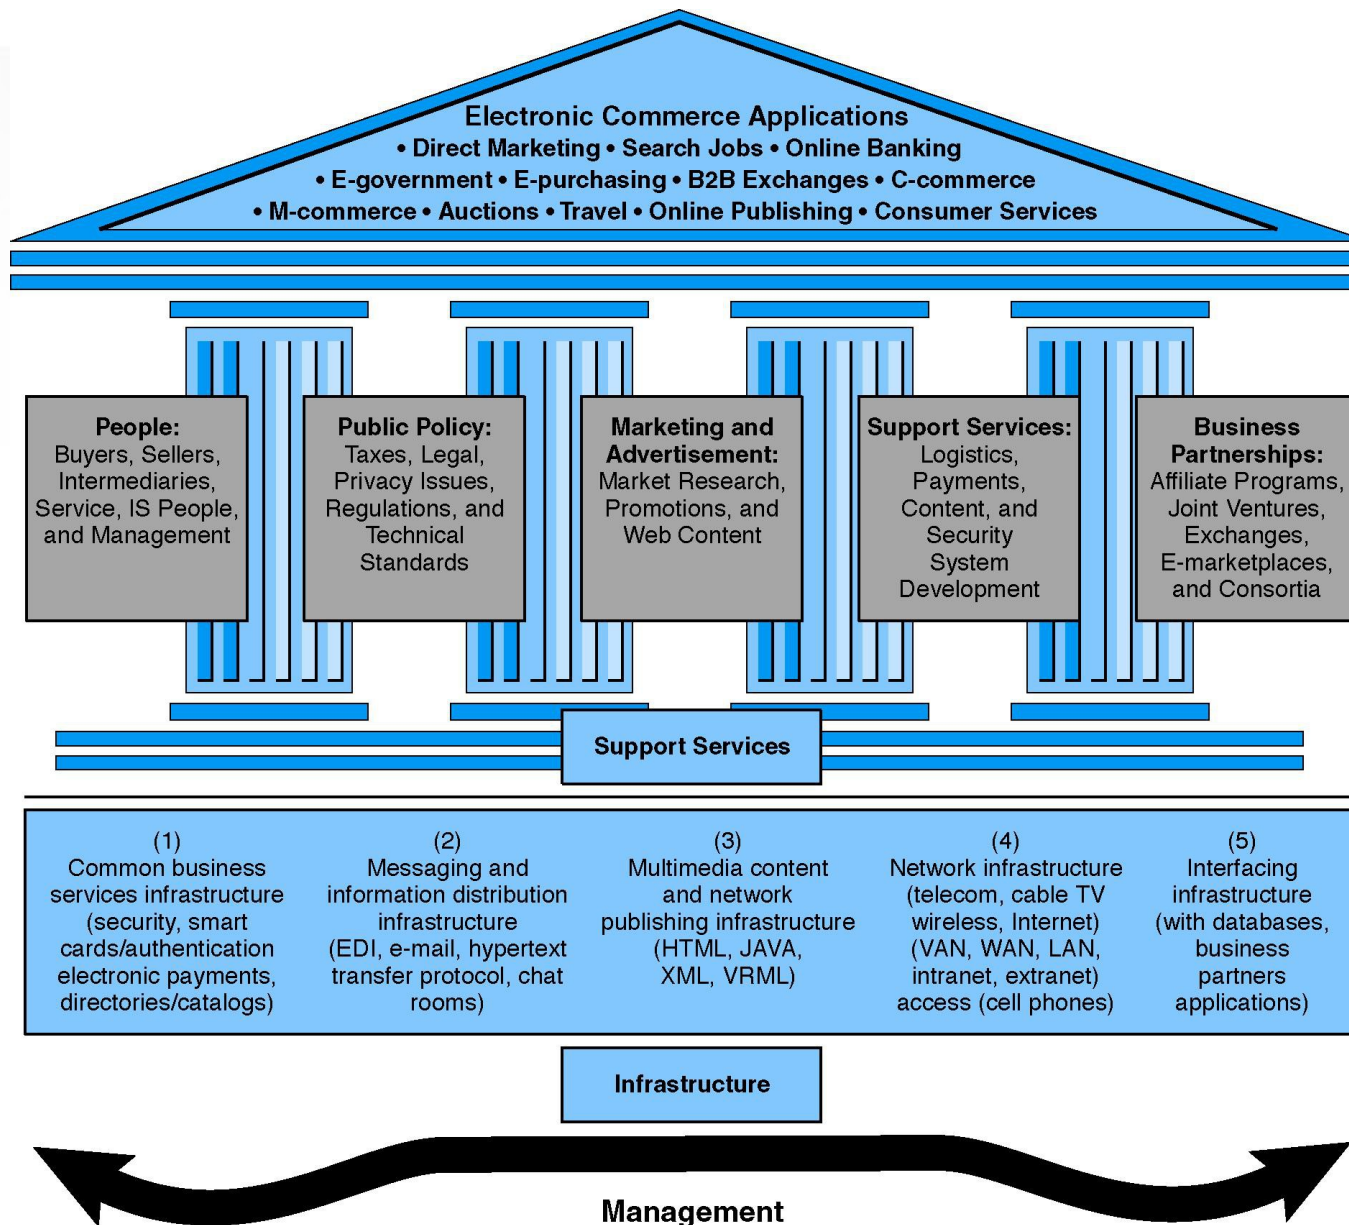 Electronic Commerce Applications
• Direct Marketing • Search Jobs • Online Banking
• E-government • E-purchasing • B2B Exchanges • C-commerce
• M-commerce • Auctions • Travel • Online Publishing • Consumer Services
People:
Buyers, Sellers,
Intermediaries,
Service, IS People,
and Management
Public Policy:
Taxes, Legal,
Privacy Issues,
Regulations, and
Technical
Standards
Marketing and
Advertisement:
Market Research,
Promotions, and
Web Content
Support Services:
Logistics,
Payments,
Content, and
Security
System
Development
Business
Partnerships:
Affiliate Programs,
Joint Ventures,
Exchanges,
E-marketplaces,
and Consortia
Support Services
(1)
Common business
services infrastructure
(security, smart
cards/authentication
electronic payments,
directories/catalogs)
(2)
Messaging and
information distribution
infrastructure
(EDI, e-mail, hypertext
transfer protocol, chat
rooms)
(3)
Multimedia content
and network
publishing infrastructure
(HTML, JAVA,
XML, VRML)
(4)
Network infrastructure
(telecom, cable TV
wireless, Internet)
(VAN, WAN, LAN,
intranet, extranet)
access (cell phones)
(5)
Interfacing
infrastructure
(with databases,
business
partners
applications)
Infrastructure
Management